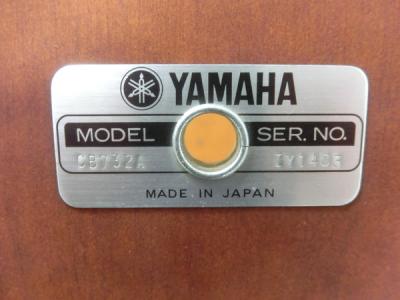 YAMAHA
MODEL SER. NO.
CB732A
MADE IN JAPAN